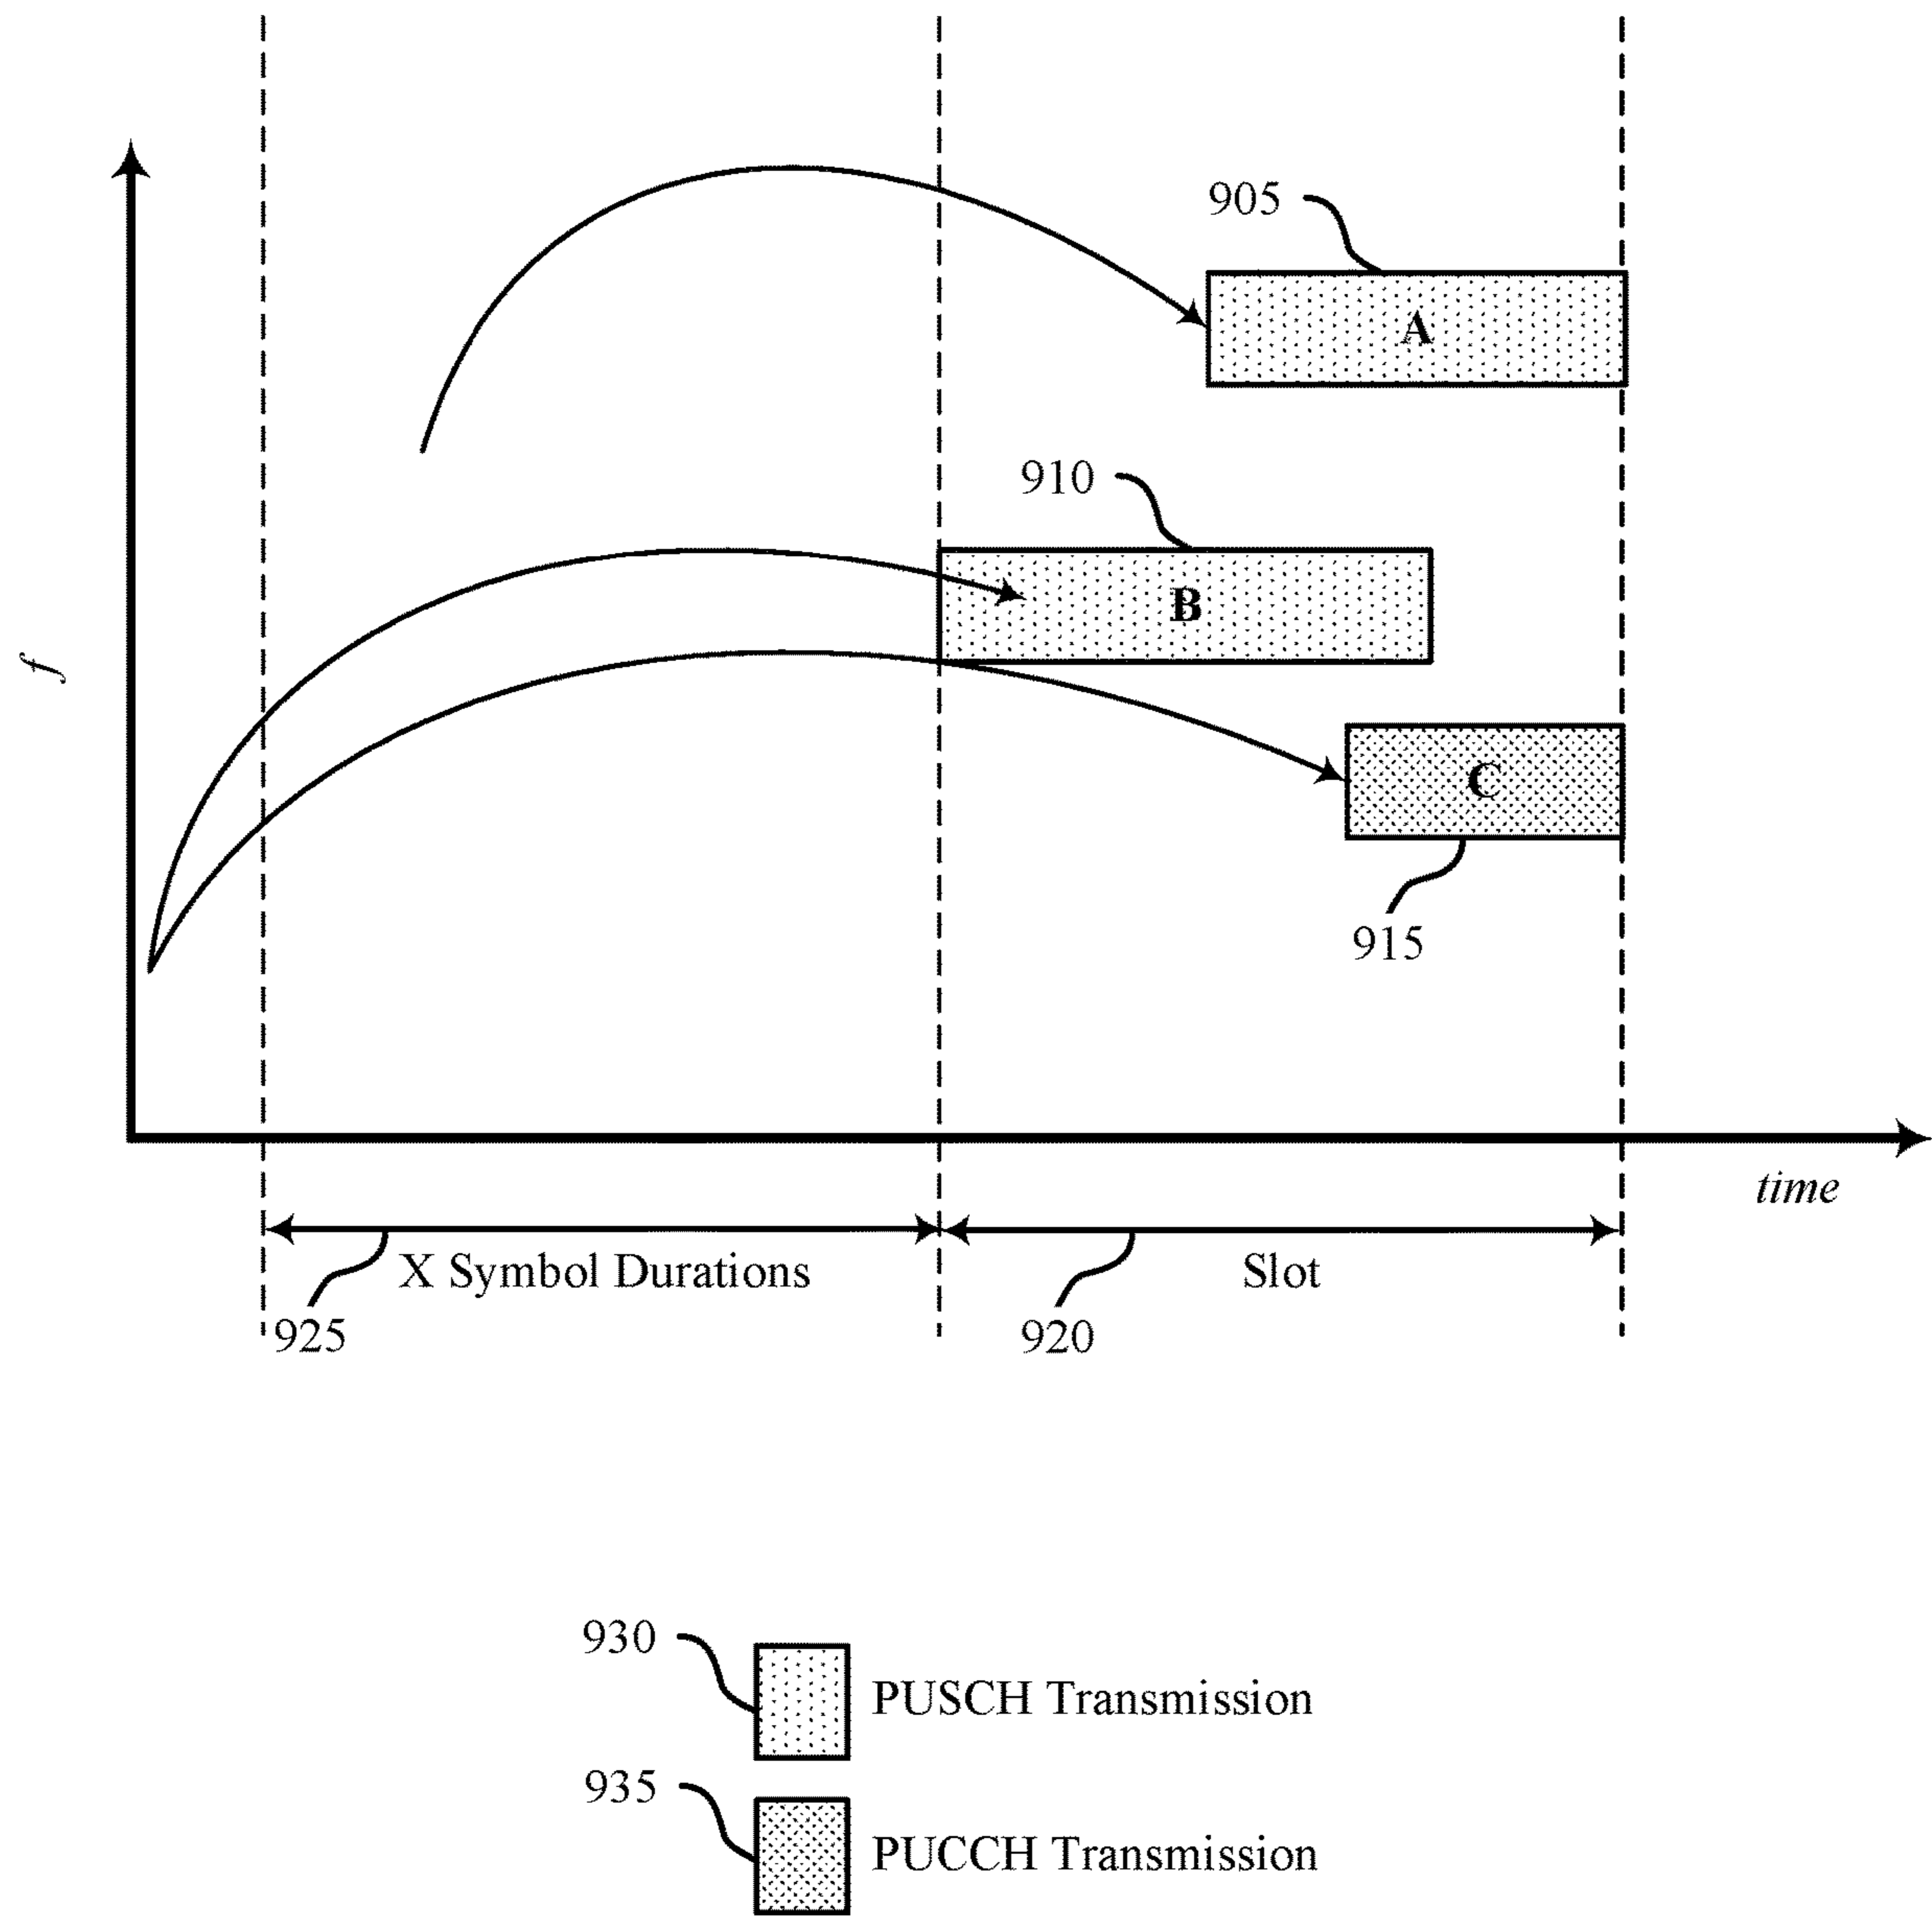 905
A
910
f
B
C
915
time
X Symbol Durations
Slot
925
920
930
PUSCH Transmission
935
PUCCH Transmission